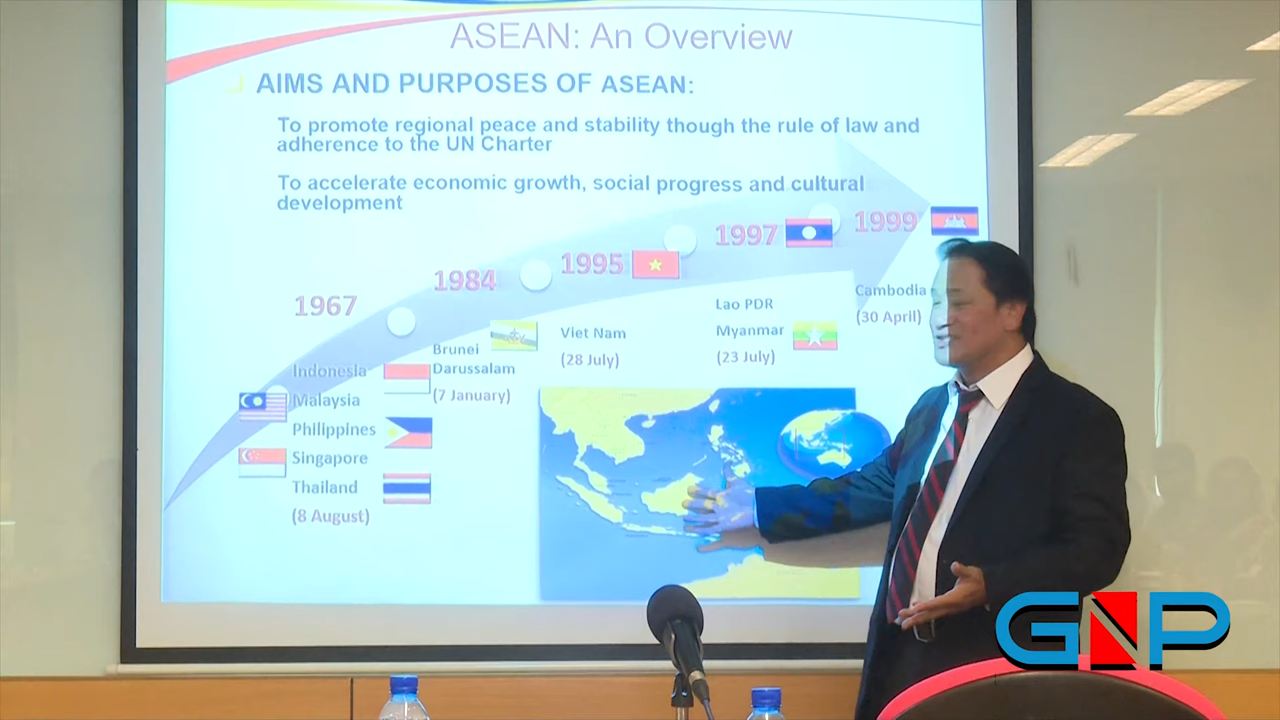 ASEAN: An Overview
AIMS AND PURPOSES OF ASEAN:
To promote regional peace and stability though the rule of law and
adherence to the UN Charter
To accelerate economic growth, social progress and cultural
development
1967
1984
1995
1997
1999
Indonesia
Malaysia
Philippines
Singapore
Thailand
(8 August)
Brunei
Darussalam
(7 January)
Viet Nam
(28 July)
Lao PDR
Myanmar
(23 July)
Cambodia
(30 April)
GNP